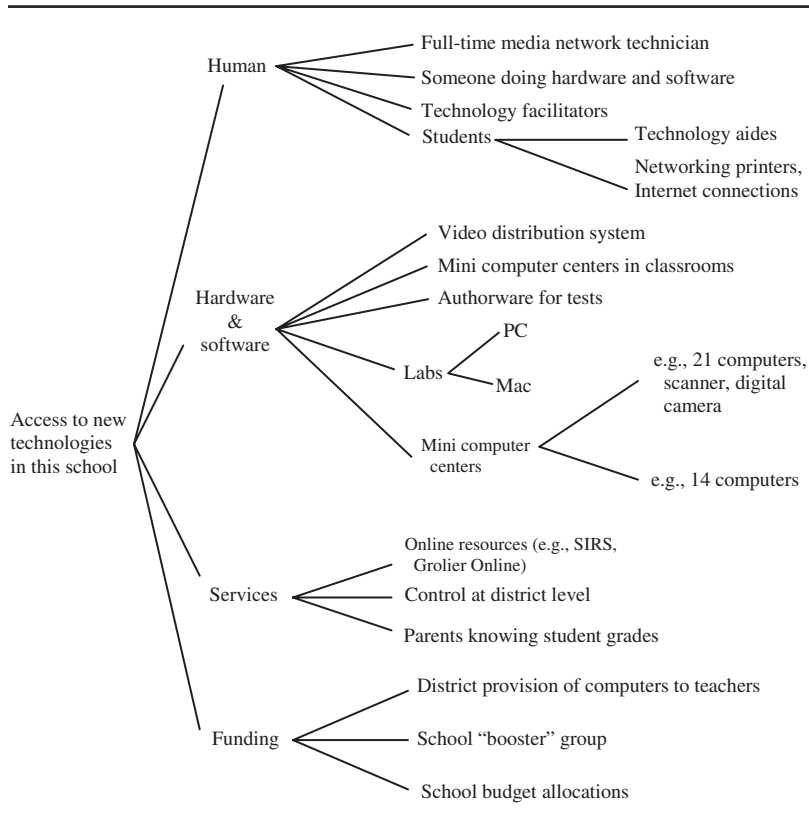 Full-time media network technician
Human
Someone doing hardware and software
Technology facilitators
Students
Technology aides
Networking printers,
Internet connections
Video distribution system
Mini computer centers in classrooms
Hardware
&
software
Authorware for tests
PC
Labs
Mac
e.g., 21 computers,
scanner, digital
camera
Mini computer
centers
e.g., 14 computers
Access to new
technologies
in this school
Online resources (e.g., SIRS,
Grolier Online)
Services
Control at district level
Parents knowing student grades
District provision of computers to teachers
Funding
School “booster” group
School budget allocations